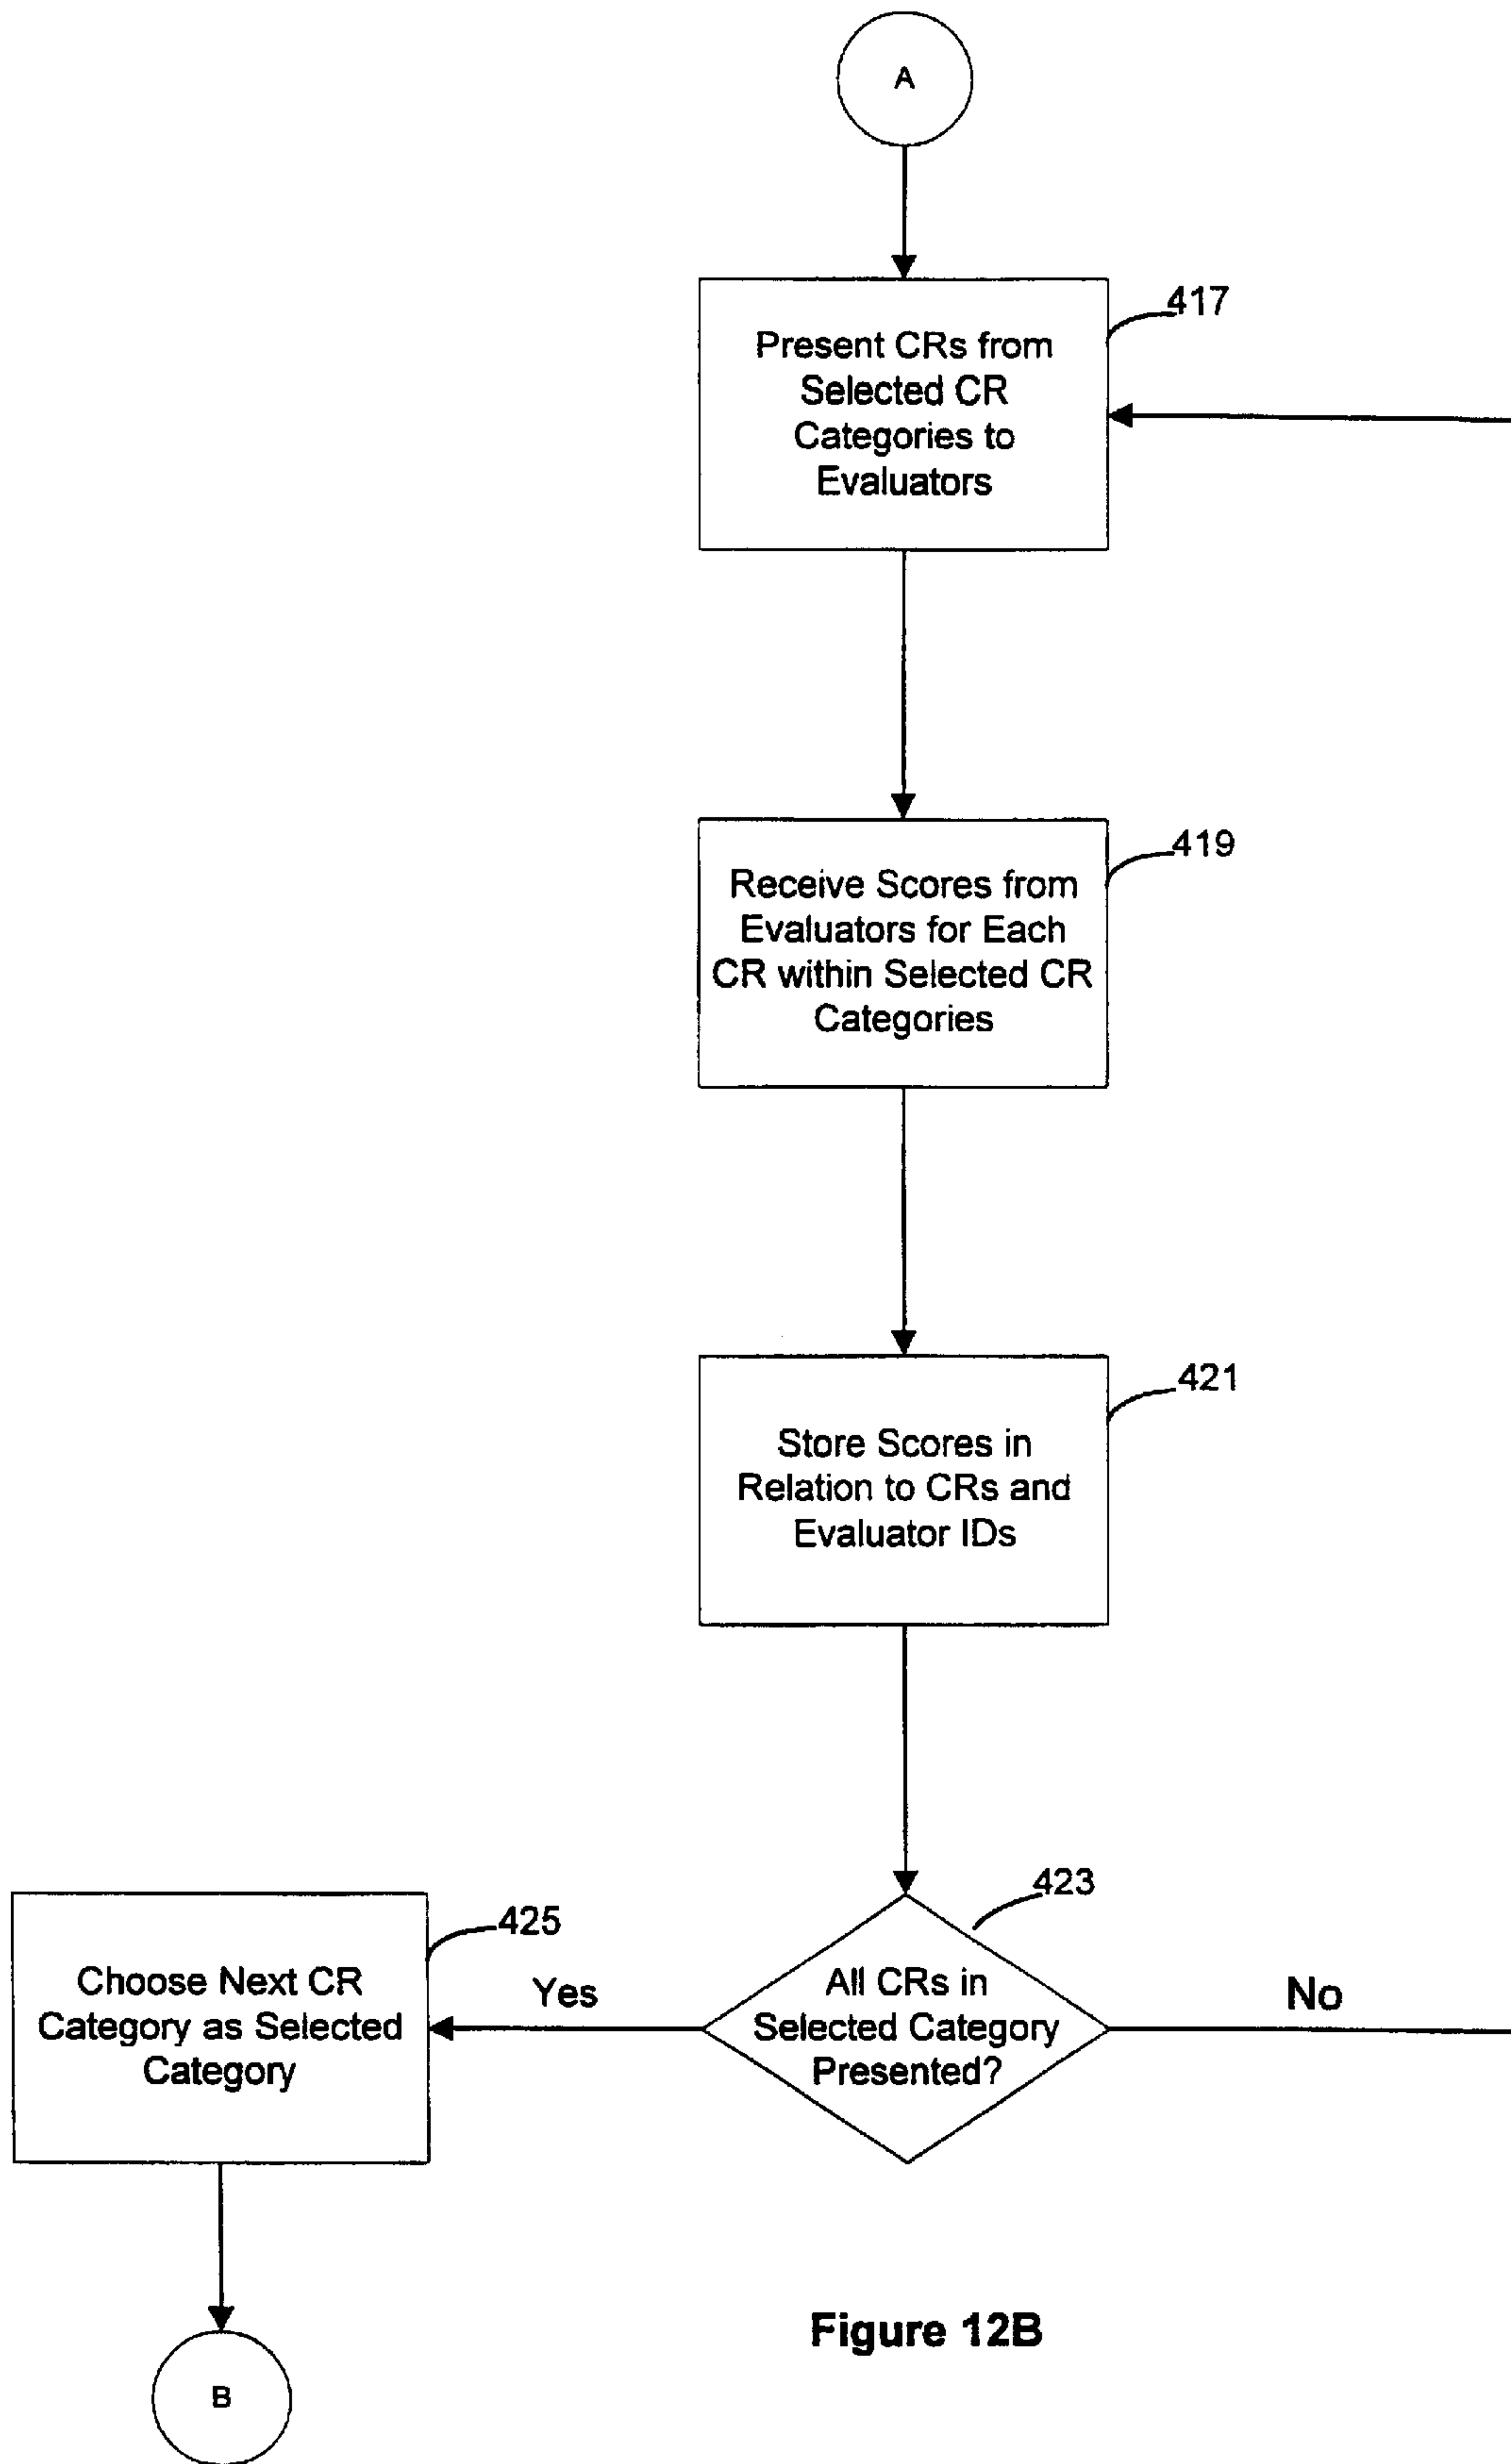 A
417
Present CRs from
Selected CR
Categories to
Evaluators
419
Receive Scores from
Evaluators for Each
CR within Selected CR
Categories
421
Store Scores in
Relation to CRs and
Evaluator IDs
423
425
Choose Next CR
Category as Selected
Category
Yes
All CRs in
Selected Category
Presented?
No
Figure 12B
B